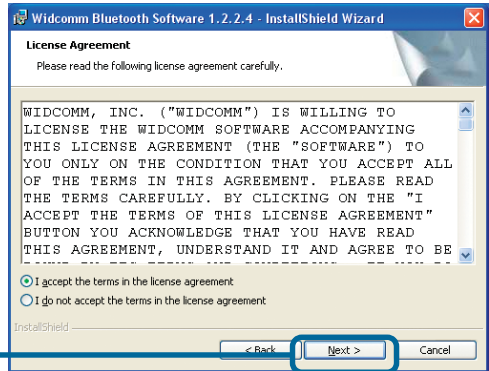 Widcomm Bluetooth Software 1.2.2.4 - InstallShield Wizard
License Agreement
Please read the following license agreement carefully.
WIDCOMM, INC. ("WIDCOMM") IS WILLING TO
LICENSE THE WIDCOMM SOFTWARE ACCOMPANYING
THIS LICENSE AGREEMENT (THE "SOFTWARE") TO
YOU ONLY ON THE CONDITION THAT YOU ACCEPT ALL
OF THE TERMS IN THIS AGREEMENT. PLEASE READ
THE TERMS CAREFULLY. BY CLICKING ON THE "I
ACCEPT THE TERMS OF THIS LICENSE AGREEMENT"
BUTTON YOU ACKNOWLEDGE THAT YOU HAVE READ
THIS AGREEMENT, UNDERSTAND IT AND AGREE TO BE
I accept the terms in the license agreement
I do not accept the terms in the license agreement
InstallShield
< Back Next > Cancel